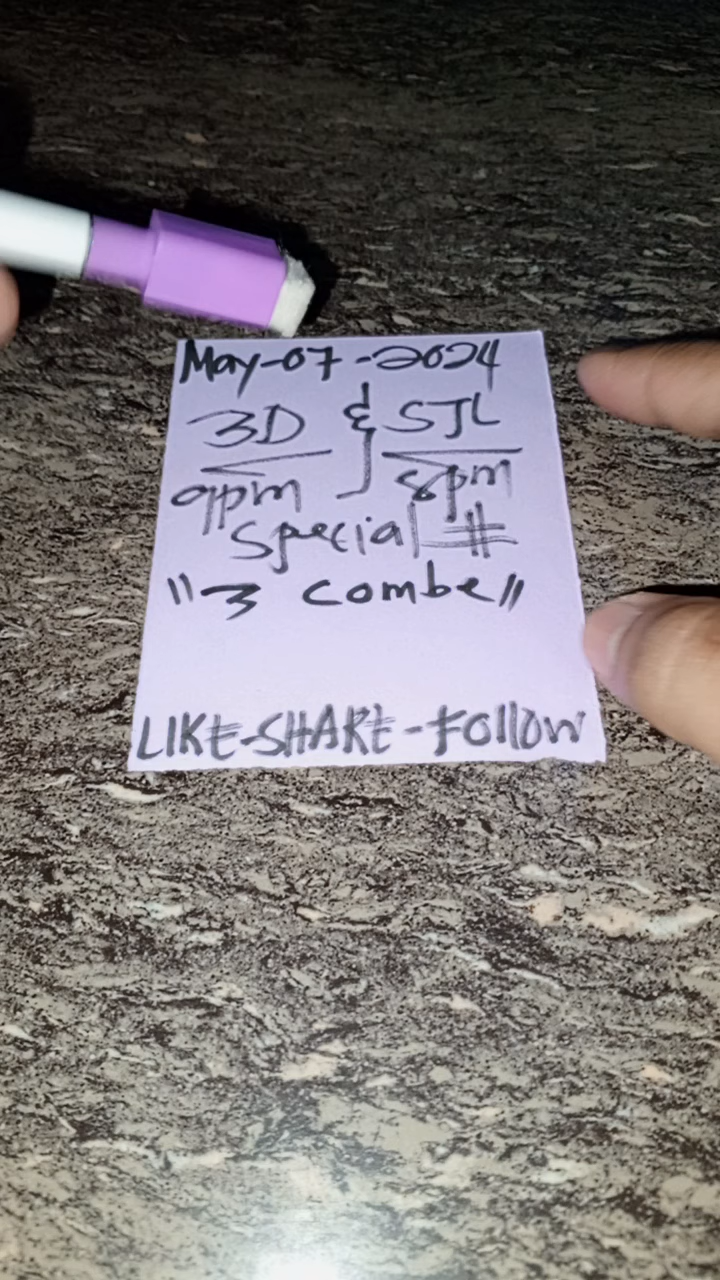 May-07-2024
3D & STL
9pm 8pm
special #
"3 combe"
LIKE-SHARE-Follow